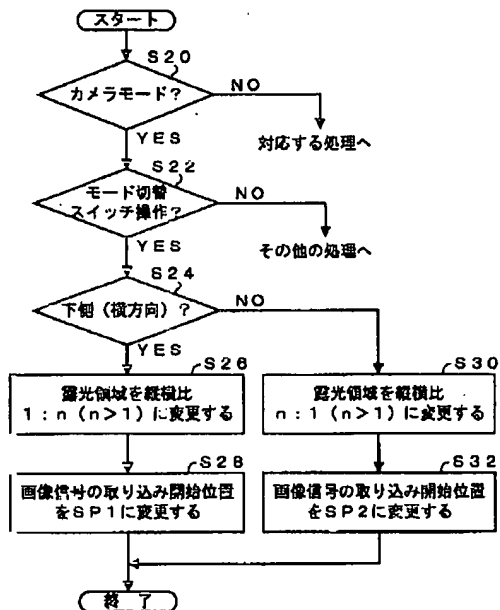 スタート
S20
カメラモード?
NO
YES
対応する処理へ
S22
モード切替
スイッチ操作?
NO
YES
その他の処理へ
S24
下側(横方向)?
NO
YES
S26
露光領域を縦横比
1:n(n>1)に変更する
S30
露光領域を縦横比
n:1(n>1)に変更する
S28
画像信号の取り込み開始位置
をSP1に変更する
S32
画像信号の取り込み開始位置
をSP2に変更する
終了